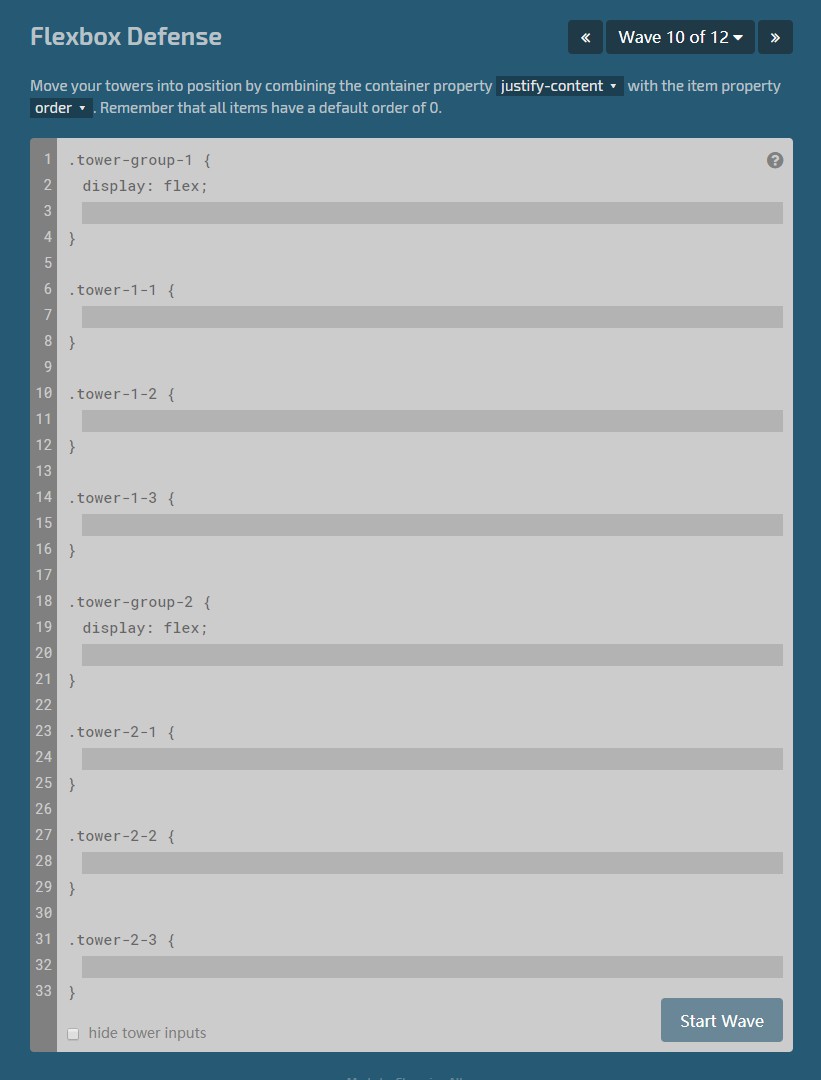 Flexbox Defense
« Wave 10 of 12 »
Move your towers into position by combining the container property justify-content with the item property
order . Remember that all items have a default order of 0.
1 .tower-group-1 { ?
2 display: flex;
3
4 }
5
6 .tower-1-1 {
7
8 }
9
10 .tower-1-2 {
11
12 }
13
14 .tower-1-3 {
15
16 }
17
18 .tower-group-2 {
19 display: flex;
20
21 }
22
23 .tower-2-1 {
24
25 }
26
27 .tower-2-2 {
28
29 }
30
31 .tower-2-3 {
32
33 }
hide tower inputs
Start Wave